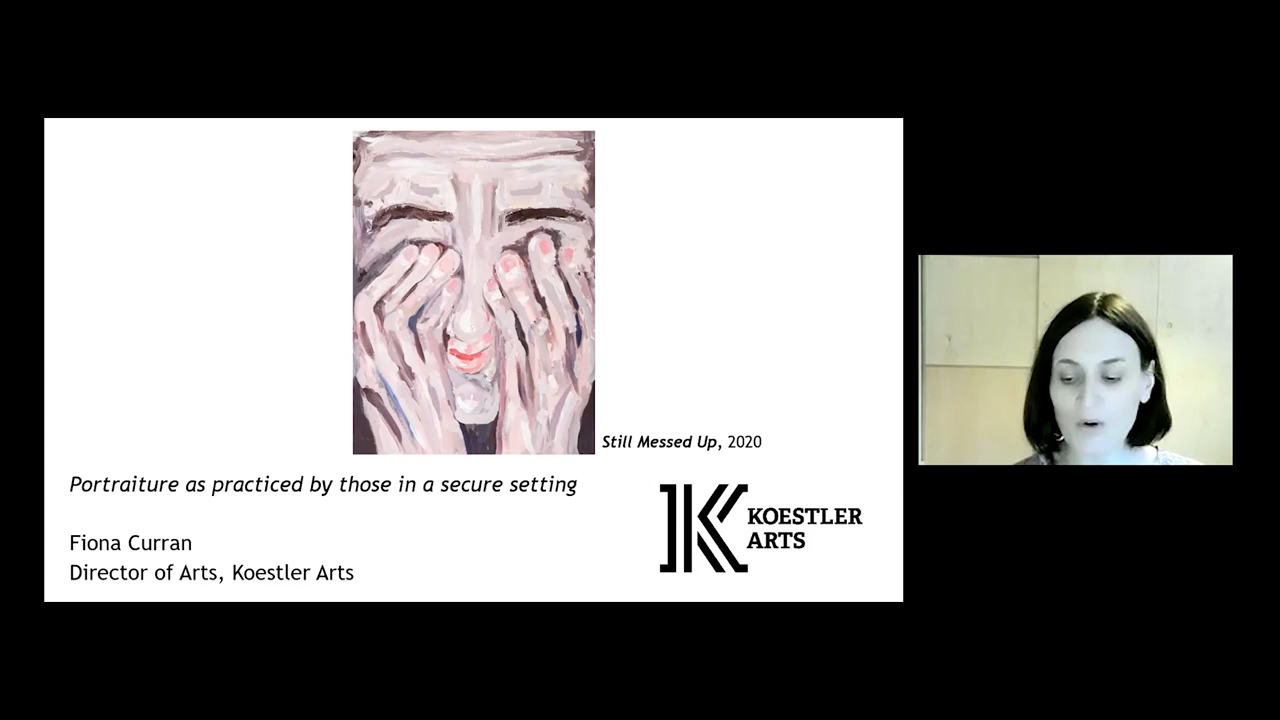 Still Messed Up, 2020
Portraiture as practiced by those in a secure setting
Fiona Curran
Director of Arts, Koestler Arts
KOESTLER
ARTS